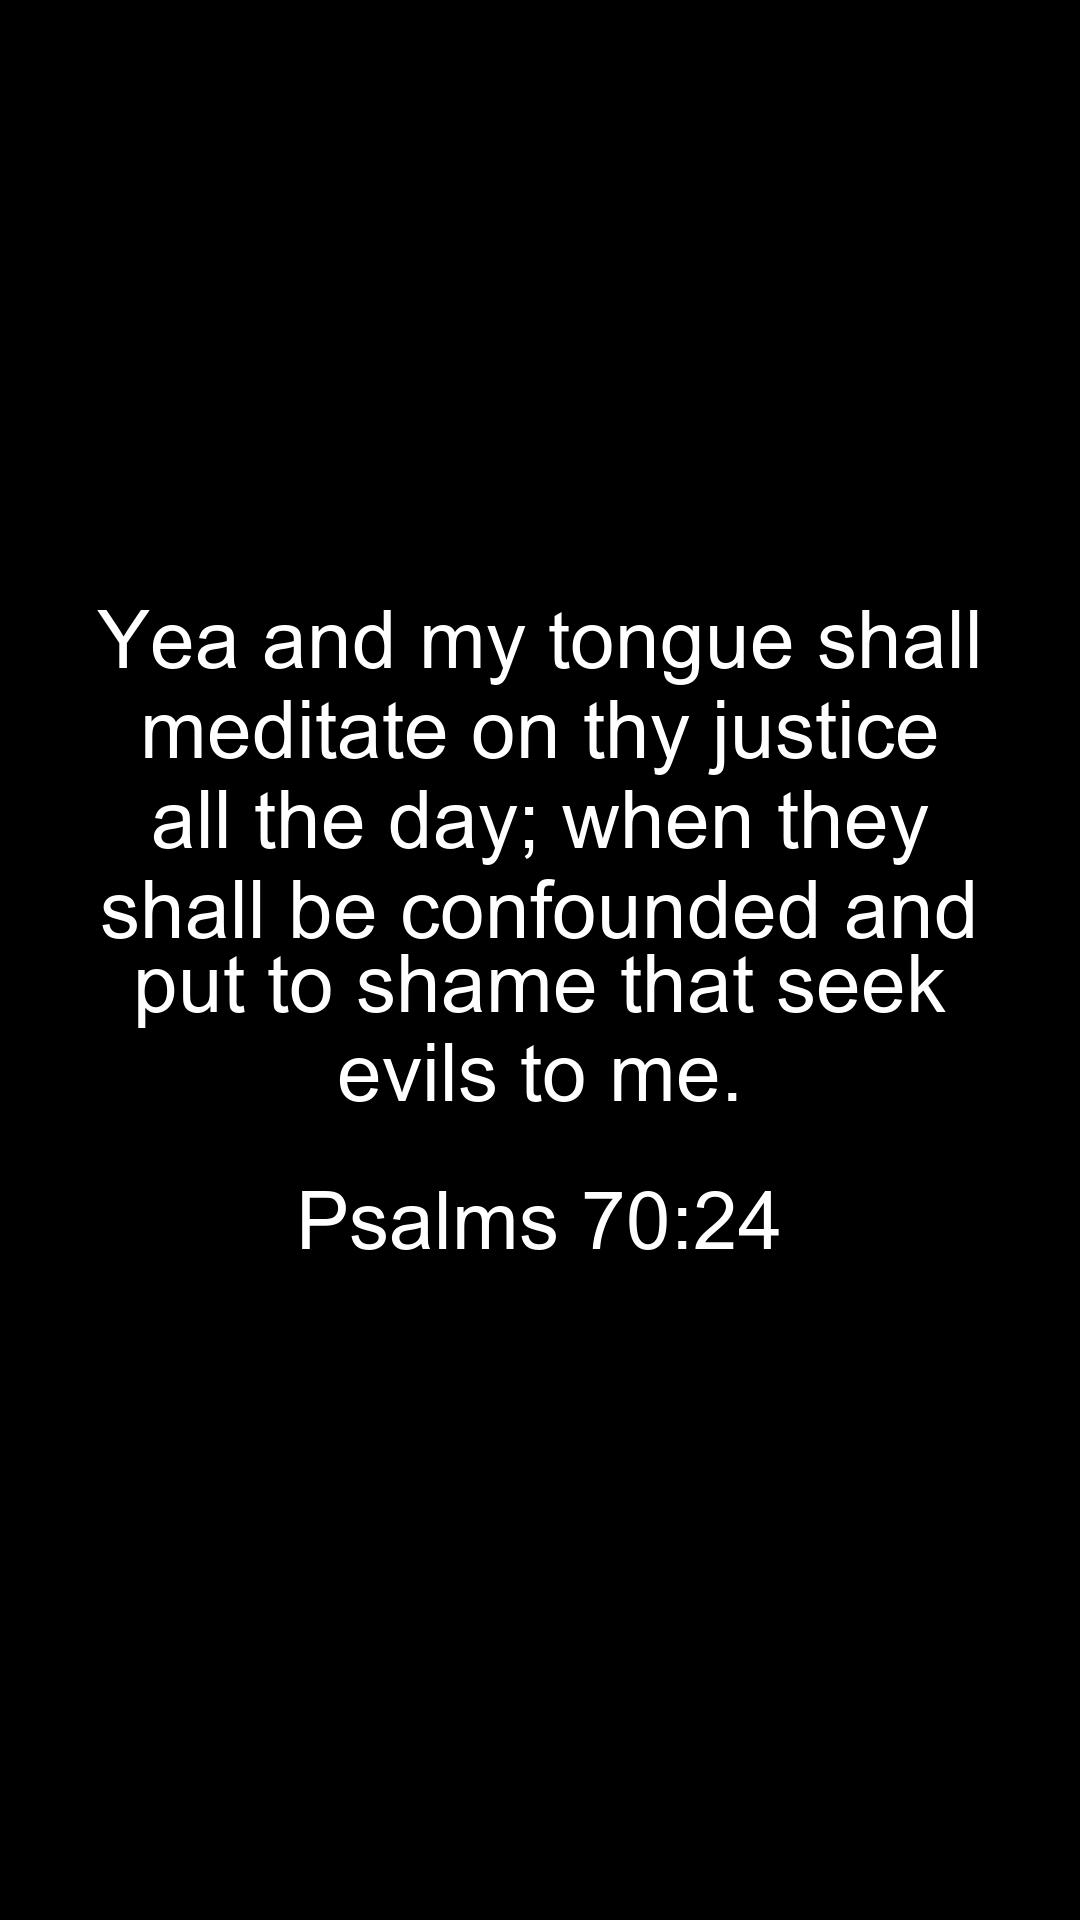 Yea and my tongue shall
meditate on thy justice
all the day; when they
shall be confounded and
put to shame that seek
evils to me.
Psalms 70:24